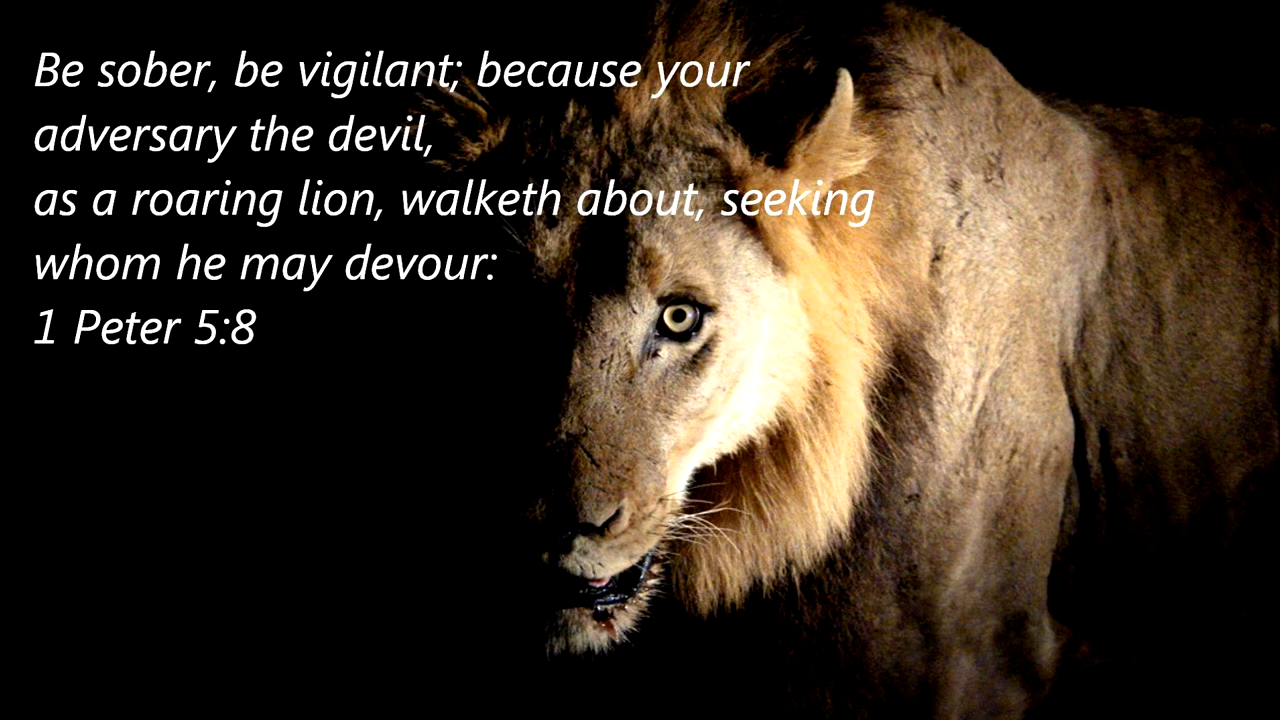 Be sober, be vigilant; because your
adversary the devil,
as a roaring lion, walketh about, seeking
whom he may devour:
1 Peter 5:8